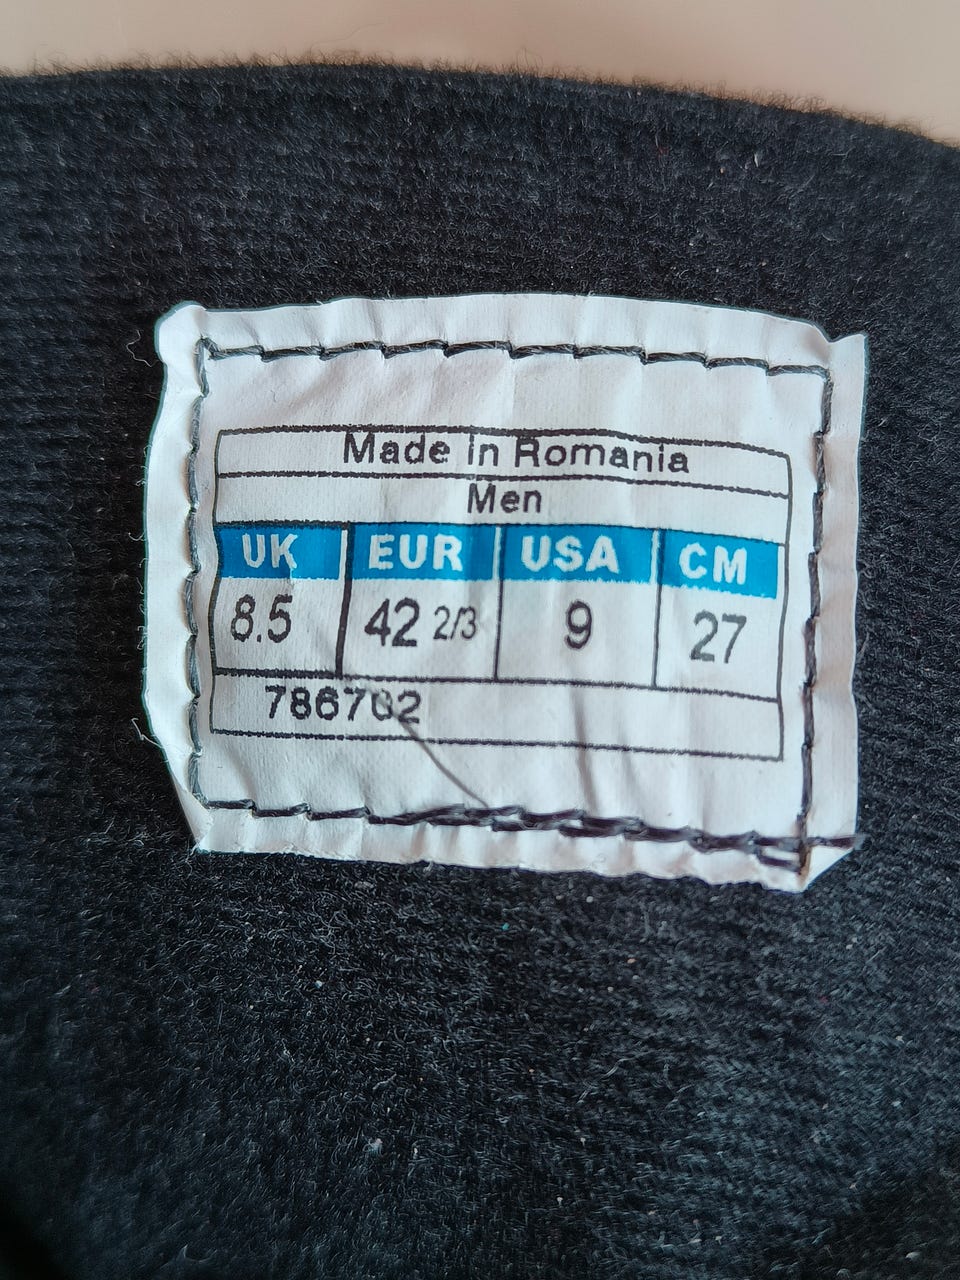 Made in Romania
Men
UK EUR USA CM
8.5 42 2/3 9 27
786702